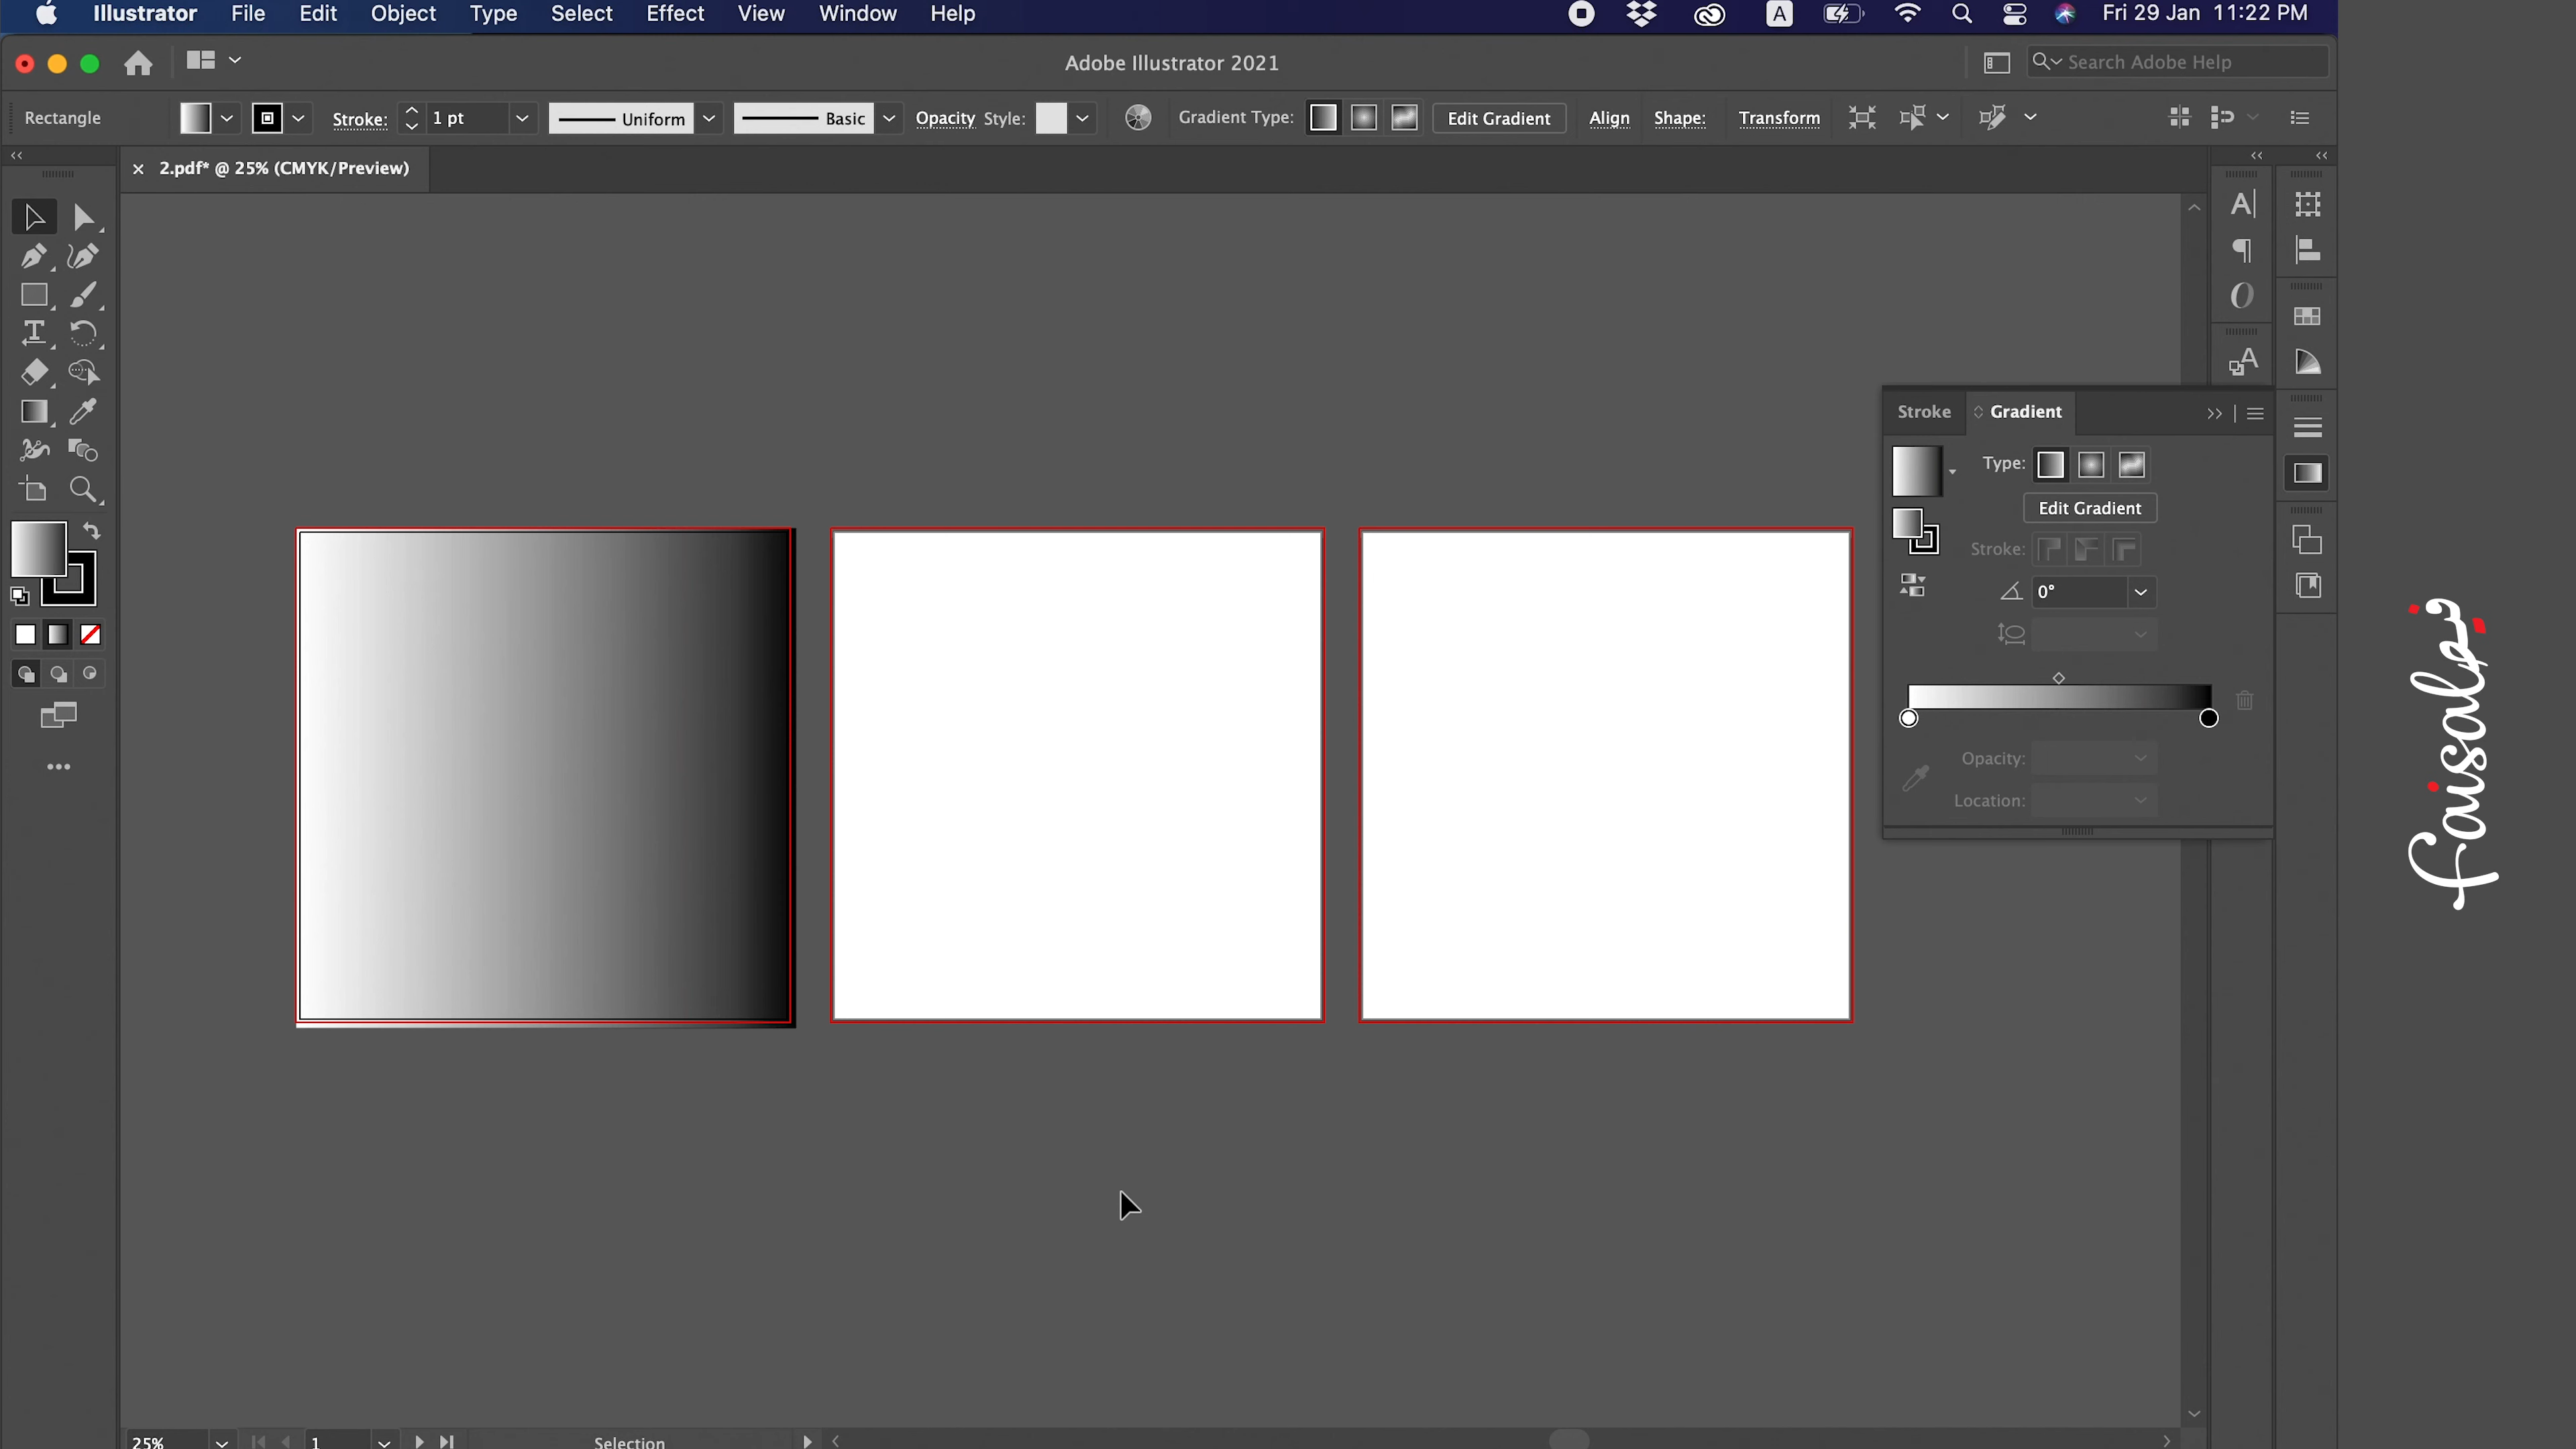 Illustrator File Edit Object Type Select Effect View Window Help A Fri 29 Jan 11:22 PM
Adobe Illustrator 2021
Search Adobe Help
Rectangle Stroke: 1 pt Uniform Basic Opacity Style: Gradient Type: Edit Gradient Align Shape: Transform
× 2.pdf* @ 25% (CMYK/Preview)
Stroke Gradient
Type:
Edit Gradient
Stroke:
0°
Opacity:
Location:
25% 1 Selection